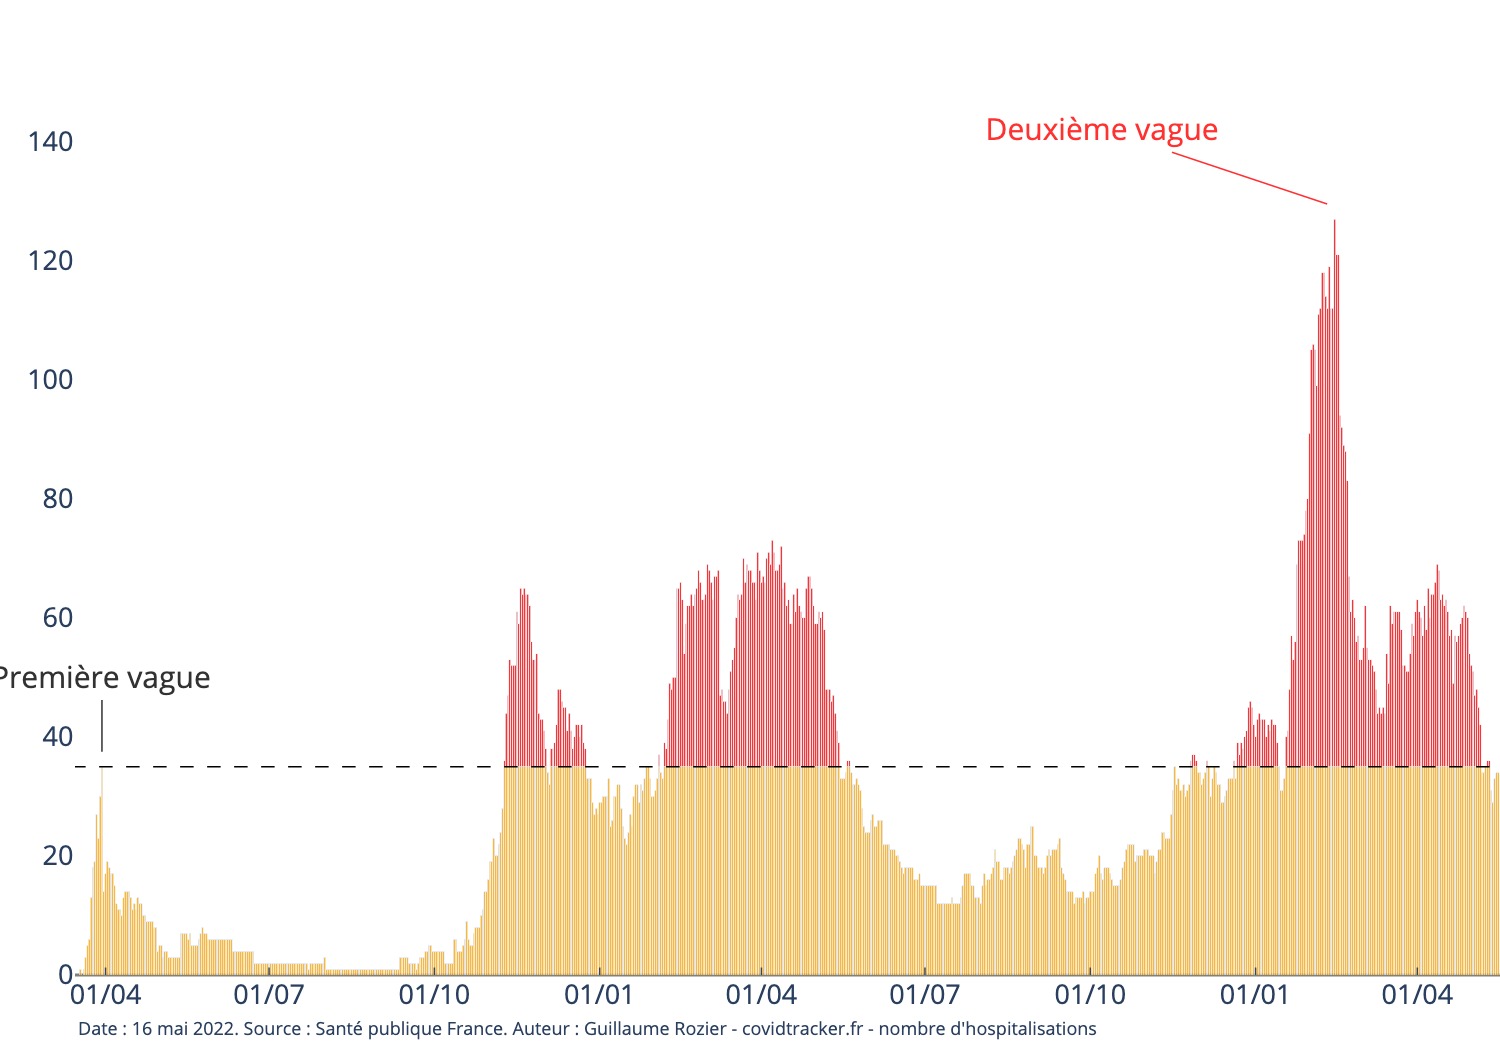 Deuxième vague
140
120
100
80
60
Première vague
40
20
0
01/04 01/07 01/10 01/01 01/04 01/07 01/10 01/01 01/04
Date : 16 mai 2022. Source : Santé publique France. Auteur : Guillaume Rozier - covidtracker.fr - nombre d'hospitalisations